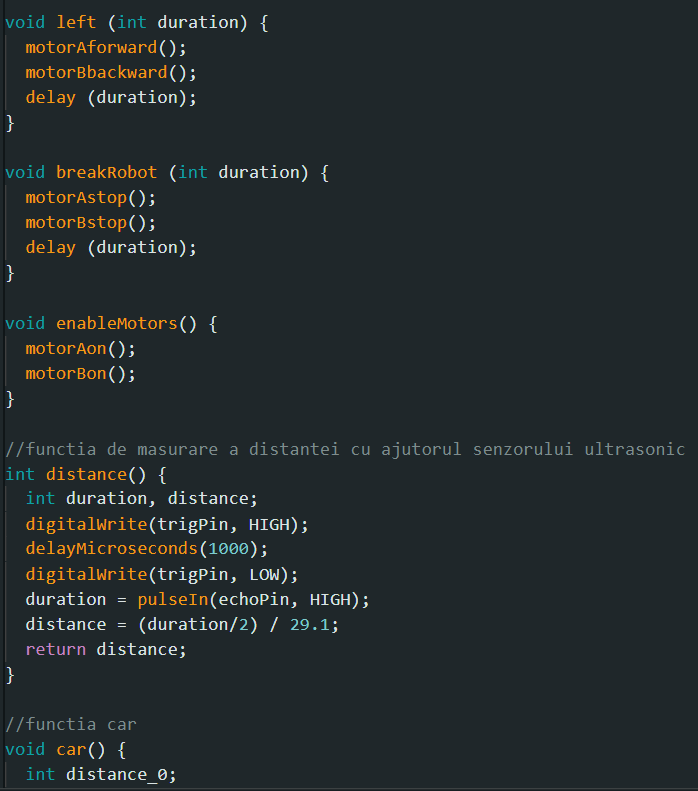 void left (int duration) {
  motorAforward();
  motorBbackward();
  delay (duration);
}

void breakRobot (int duration) {
  motorAstop();
  motorBstop();
  delay (duration);
}

void enableMotors() {
  motorAon();
  motorBon();
}

//functia de masurare a distantei cu ajutorul senzorului ultrasonic
int distance() {
  int duration, distance;
  digitalWrite(trigPin, HIGH);
  delayMicroseconds(1000);
  digitalWrite(trigPin, LOW);
  duration = pulseIn(echoPin, HIGH);
  distance = (duration/2) / 29.1;
  return distance;
}

//functia car
void car() {
  int distance_0;